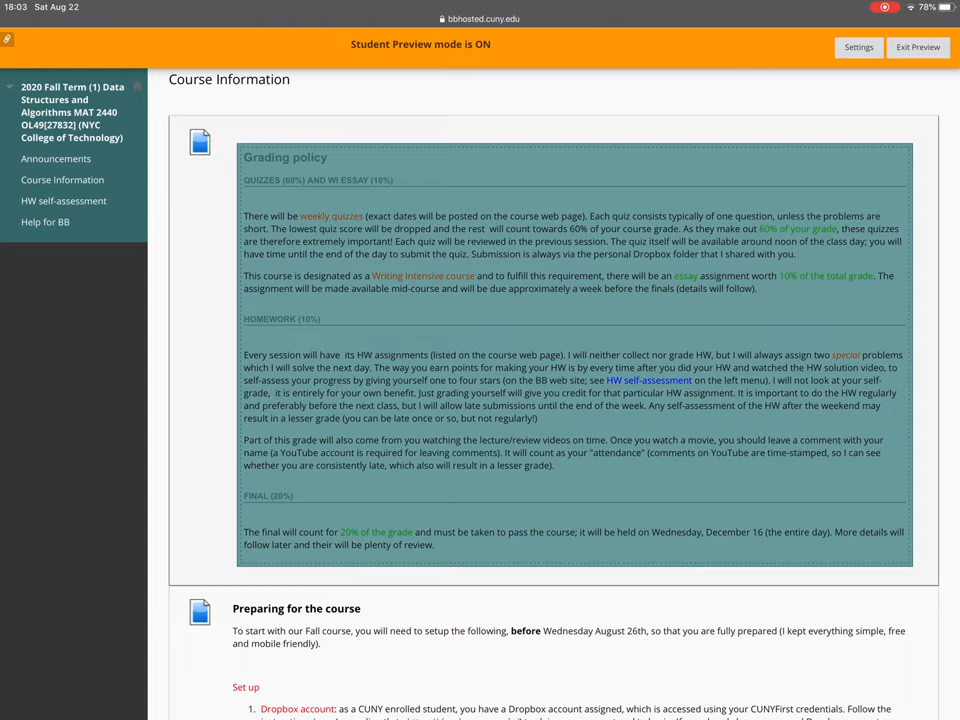 18:03 Sat Aug 22
78%
bbhosted.cuny.edu
Student Preview mode is ON
Settings
Exit Preview
2020 Fall Term (1) Data
Structures and
Algorithms MAT 2440
OL49[27832] (NYC
College of Technology)
Announcements
Course Information
HW self-assessment
Help for BB
Course Information
Grading policy
QUIZZES (60%) AND WI ESSAY (10%)
There will be weekly quizzes (exact dates will be posted on the course web page). Each quiz consists typically of one question, unless the problems are
short. The lowest quiz score will be dropped and the rest will count towards 60% of your course grade. As they make out 60% of your grade, these quizzes
are therefore extremely important! Each quiz will be reviewed in the previous session. The quiz itself will be available around noon of the class day; you will
have time until the end of the day to submit the quiz. Submission is always via the personal Dropbox folder that I shared with you.
This course is designated as a Writing Intensive course and to fulfill this requirement, there will be an essay assignment worth 10% of the total grade. The
assignment will be made available mid-course and will be due approximately a week before the finals (details will follow).
HOMEWORK (10%)
Every session will have its HW assignments (listed on the course web page). I will neither collect nor grade HW, but I will always assign two special problems
which I will solve the next day. The way you earn points for making your HW is by every time after you did your HW and watched the HW solution video, to
self-assess your progress by giving yourself one to four stars (on the BB web site; see HW self-assessment on the left menu). I will not look at your self-
grade, it is entirely for your own benefit. Just grading yourself will give you credit for that particular HW assignment. It is important to do the HW regularly
and preferably before the next class, but I will allow late submissions until the end of the week. Any self-assessment of the HW after the weekend may
result in a lesser grade (you can be late once or so, but not regularly!)
Part of this grade will also come from you watching the lecture/review videos on time. Once you watch a movie, you should leave a comment with your
name (a YouTube account is required for leaving comments). It will count as your "attendance" (comments on YouTube are time-stamped, so I can see
whether you are consistently late, which also will result in a lesser grade).
FINAL (20%)
The final will count for 20% of the grade and must be taken to pass the course; it will be held on Wednesday, December 16 (the entire day). More details will
follow later and their will be plenty of review.
Preparing for the course
To start with our Fall course, you will need to setup the following, before Wednesday August 26th, so that you are fully prepared (I kept everything simple, free
and mobile friendly).
Set up
1. Dropbox account: as a CUNY enrolled student, you have a Dropbox account assigned, which is accessed using your CUNYFirst credentials. Follow the